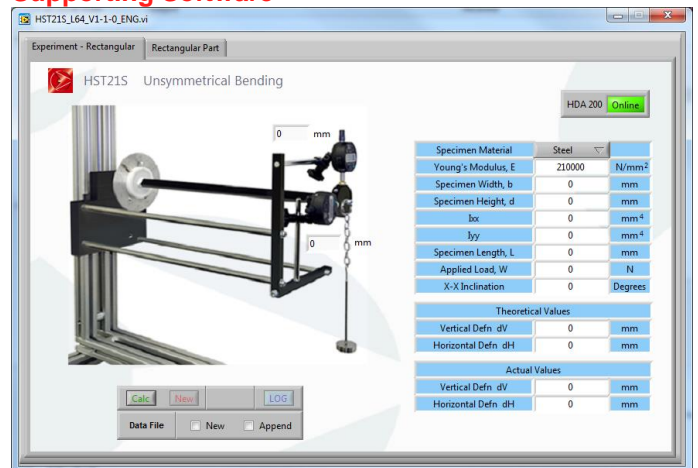 Supporting Software
HST21S_L64_V1-1-0_ENG.vi
Experiment - Rectangular Rectangular Part
HST21S Unsymmetrical Bending
HDA 200 Online
0 mm
0 mm
Specimen Material Steel
Young's Modulus, E 210000 N/mm²
Specimen Width, b 0 mm
Specimen Height, d 0 mm
Ixx 0 mm⁴
Iyy 0 mm⁴
Specimen Length, L 0 mm
Applied Load, W 0 N
X-X Inclination 0 Degrees
Theoretical Values
Vertical Defn dV 0 mm
Horizontal Defn dH 0 mm
Actual Values
Vertical Defn dV 0 mm
Horizontal Defn dH 0 mm
Calc New LOG
Data File New Append